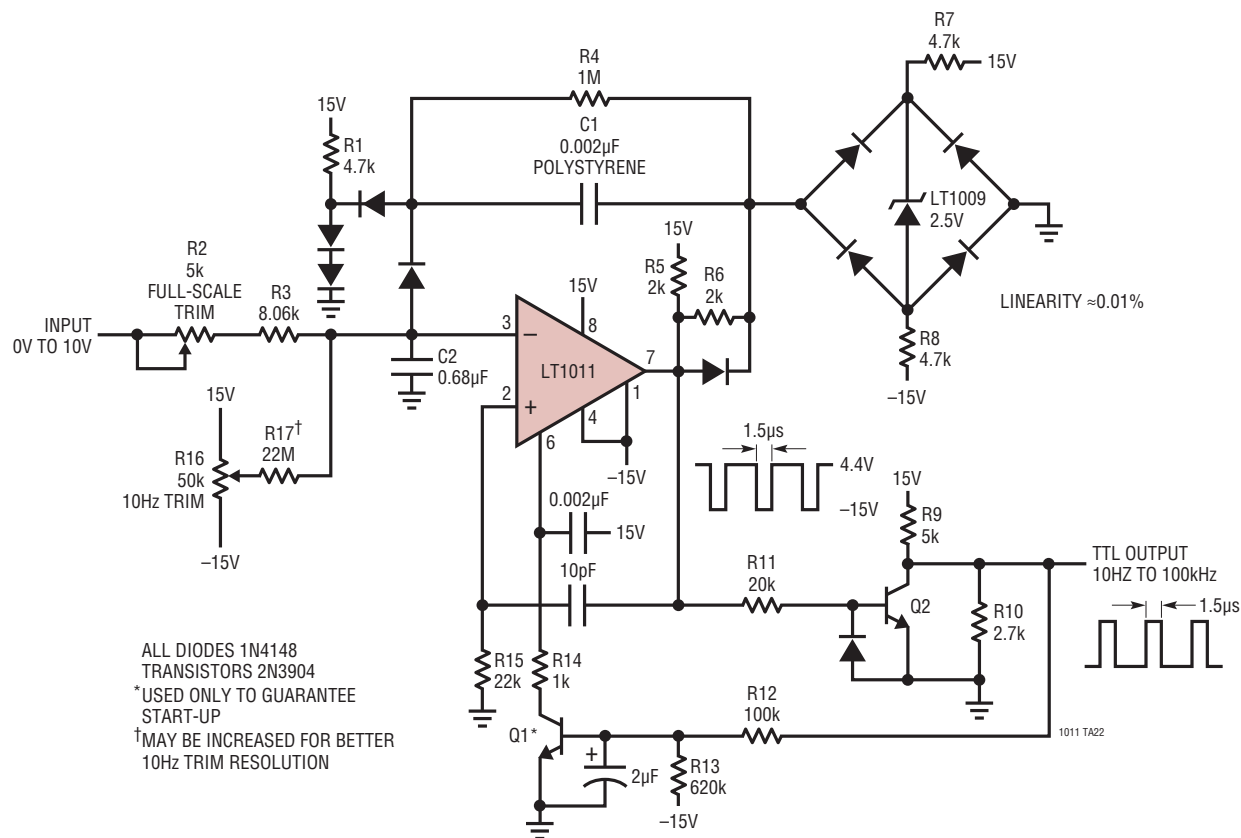 R7
4.7k
15V
R4
1M
C1
0.002µF
POLYSTYRENE
15V
R1
4.7k
LT1009
2.5V
LINEARITY ≈0.01%
R8
4.7k
–15V
R2
5k
FULL-SCALE
TRIM
R3
8.06k
INPUT
0V TO 10V
15V
R5
2k
R6
2k
15V
3
8
–
LT1011
7
2
+
4
1
6
–15V
C2
0.68µF
15V
R16
50k
10Hz TRIM
–15V
R17†
22M
1.5µs
4.4V
–15V
0.002µF
15V
10pF
R11
20k
15V
R9
5k
Q2
R10
2.7k
TTL OUTPUT
10HZ TO 100kHz
1.5µs
R15
22k
R14
1k
R12
100k
Q1*
+
2µF
R13
620k
–15V
1011 TA22
ALL DIODES 1N4148
TRANSISTORS 2N3904
*USED ONLY TO GUARANTEE
START-UP
†MAY BE INCREASED FOR BETTER
10Hz TRIM RESOLUTION